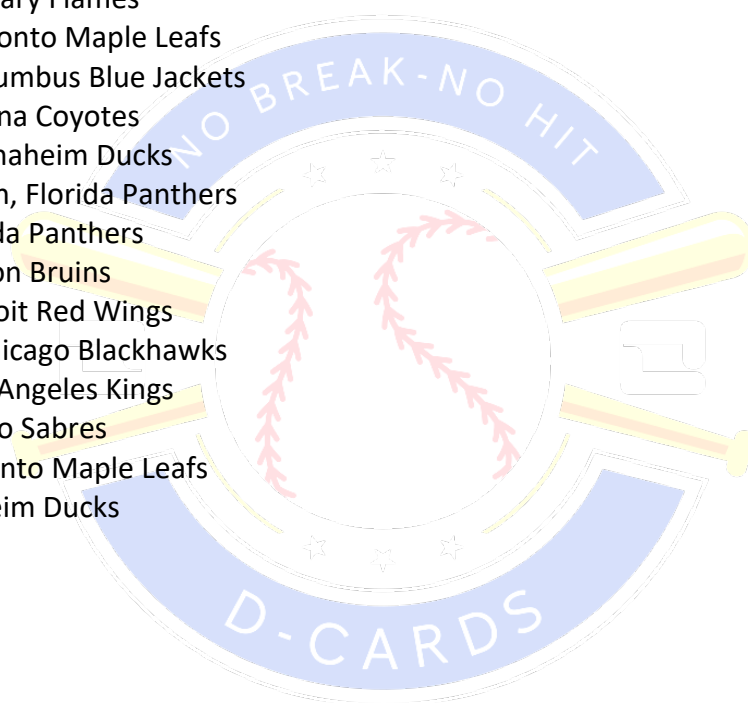 ary Flames
onto Maple Leafs
umbus Blue Jackets
na Coyotes
naheim Ducks
n, Florida Panthers
da Panthers
on Bruins
oit Red Wings
icago Blackhawks
Angeles Kings
o Sabres
nto Maple Leafs
eim Ducks
NO BREAK-NO HIT
D-CARDS